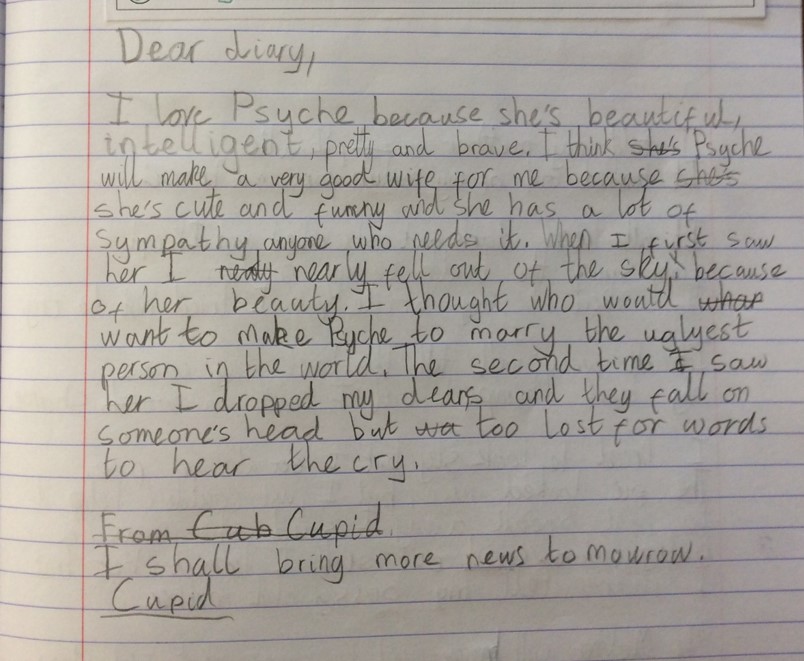 Dear diary,
I love Psyche because she's beautiful,
intelligent, pretty and brave. I think she's Psyche
will make a very good wife for me because she's
she's cute and funny and she has a lot of
sympathy anyone who needs it. When I first saw
her I nearly fell out of the sky, because
of her beauty. I thought who would
want to make Psyche to marry the uglyest
person in the world. The second time I saw
her I dropped my and they fall on
someone's head but wa too lost for words
to hear the cry.
From Cub Cupid
I shall bring more news tomowrow.
Cupid